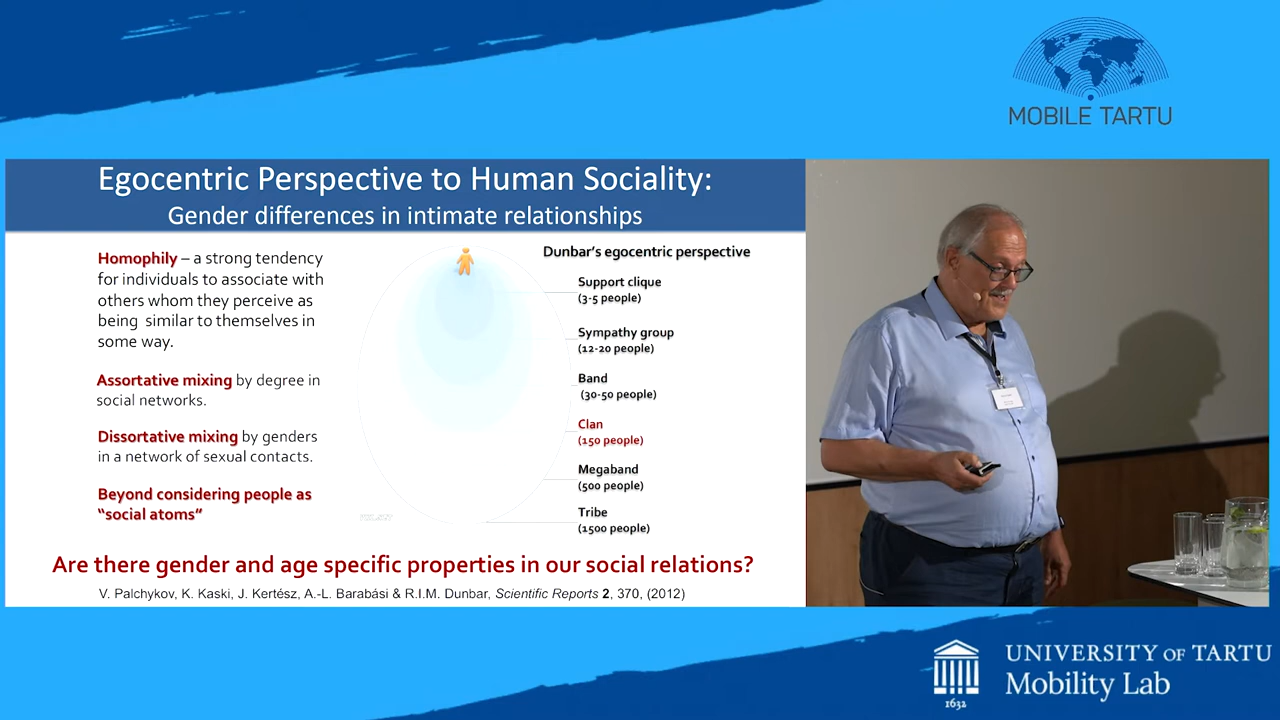 MOBILE TARTU
Egocentric Perspective to Human Sociality:
Gender differences in intimate relationships
Homophily – a strong tendency
for individuals to associate with
others whom they perceive as
being similar to themselves in
some way.
Assortative mixing by degree in
social networks.
Dissortative mixing by genders
in a network of sexual contacts.
Beyond considering people as
“social atoms”
Dunbar’s egocentric perspective
Support clique
(3-5 people)
Sympathy group
(12-20 people)
Band
(30-50 people)
Clan
(150 people)
Megaband
(500 people)
Tribe
(1500 people)
Are there gender and age specific properties in our social relations?
V. Palchykov, K. Kaski, J. Kertész, A.-L. Barabási & R.I.M. Dunbar, Scientific Reports 2, 370, (2012)
1632
UNIVERSITY OF TARTU
Mobility Lab